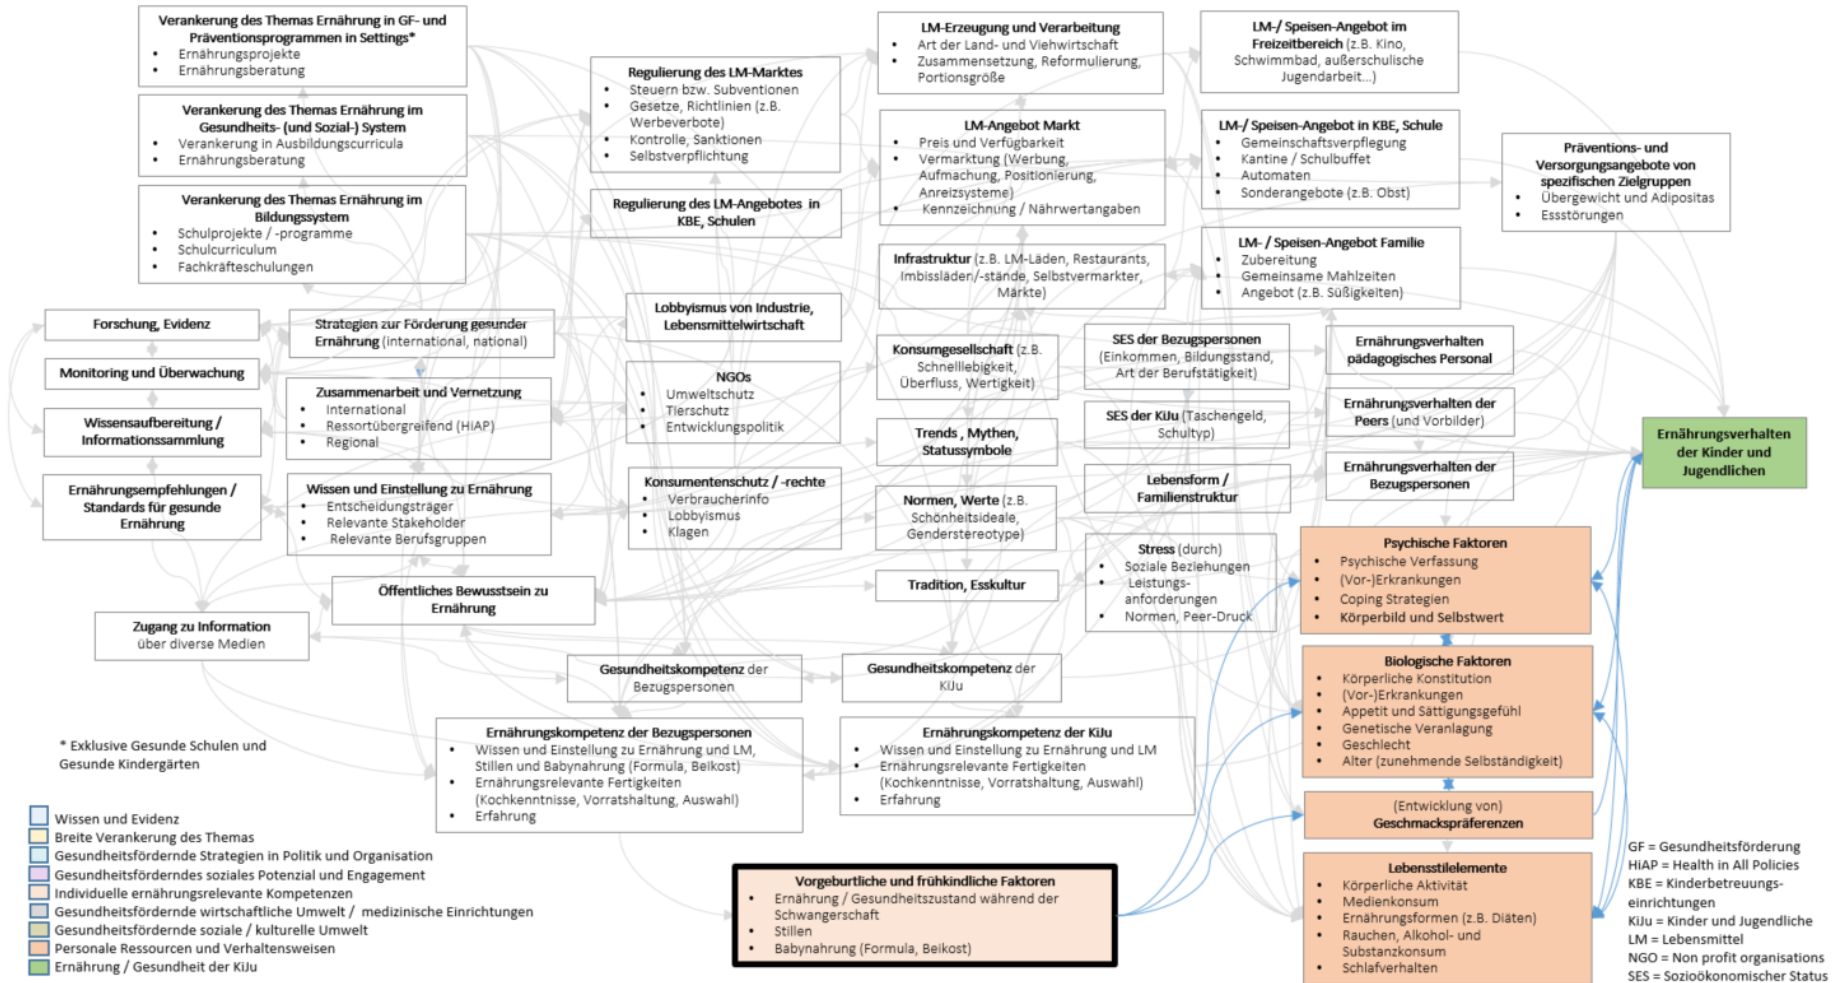 Verankerung des Themas Ernährung in GF- und
Präventionsprogrammen in Settings*
• Ernährungsprojekte
• Ernährungsberatung
Verankerung des Themas Ernährung im
Gesundheits- (und Sozial-) System
• Verankerung in Ausbildungscurricula
• Ernährungsberatung
Verankerung des Themas Ernährung im
Bildungssystem
• Schulprojekte / -programme
• Schulcurriculum
• Fachkräfteschulungen
Forschung, Evidenz
Monitoring und Überwachung
Wissensaufbereitung /
Informationssammlung
Ernährungsempfehlungen /
Standards für gesunde
Ernährung
Strategien zur Förderung gesunder
Ernährung (international, national)
Zusammenarbeit und Vernetzung
• International
• Ressortübergreifend (HiAP)
• Regional
Wissen und Einstellung zu Ernährung
• Entscheidungsträger
• Relevante Stakeholder
• Relevante Berufsgruppen
Öffentliches Bewusstsein zu
Ernährung
Zugang zu Information
über diverse Medien
Regulierung des LM-Marktes
• Steuern bzw. Subventionen
• Gesetze, Richtlinien (z.B.
Werbeverbote)
• Kontrolle, Sanktionen
• Selbstverpflichtung
Regulierung des LM-Angebotes in
KBE, Schulen
Lobbyismus von Industrie,
Lebensmittelwirtschaft
NGOs
• Umweltschutz
• Tierschutz
• Entwicklungspolitik
Konsumentenschutz / -rechte
• Verbraucherinfo
• Lobbyismus
• Klagen
Gesundheitskompetenz der
Bezugspersonen
Gesundheitskompetenz der
KiJu
Ernährungskompetenz der Bezugspersonen
• Wissen und Einstellung zu Ernährung und LM,
Stillen und Babynahrung (Formula, Beikost)
• Ernährungsrelevante Fertigkeiten
(Kochkenntnisse, Vorratshaltung, Auswahl)
• Erfahrung
Ernährungskompetenz der KiJu
• Wissen und Einstellung zu Ernährung und LM
• Ernährungsrelevante Fertigkeiten
(Kochkenntnisse, Vorratshaltung, Auswahl)
• Erfahrung
Vorgeburtliche und frühkindliche Faktoren
• Ernährung / Gesundheitszustand während der
Schwangerschaft
• Stillen
• Babynahrung (Formula, Beikost)
LM-Erzeugung und Verarbeitung
• Art der Land- und Viehwirtschaft
• Zusammensetzung, Reformulierung,
Portionsgröße
LM-Angebot Markt
• Preis und Verfügbarkeit
• Vermarktung (Werbung,
Aufmachung, Positionierung,
Anreizsysteme)
• Kennzeichnung / Nährwertangaben
Infrastruktur (z.B. LM-Läden, Restaurants,
Imbissläden/-stände, Selbstvermarkter,
Märkte)
Konsumgesellschaft (z.B.
Schnelllebigkeit,
Überfluss, Wertigkeit)
Trends , Mythen,
Statussymbole
Normen, Werte (z.B.
Schönheitsideale,
Genderstereotype)
Tradition, Esskultur
LM-/ Speisen-Angebot im
Freizeitbereich (z.B. Kino,
Schwimmbad, außerschulische
Jugendarbeit...)
LM-/ Speisen-Angebot in KBE, Schule
• Gemeinschaftsverpflegung
• Kantine / Schulbuffet
• Automaten
• Sonderangebote (z.B. Obst)
LM- / Speisen-Angebot Familie
• Zubereitung
• Gemeinsame Mahlzeiten
• Angebot (z.B. Süßigkeiten)
SES der Bezugspersonen
(Einkommen, Bildungsstand,
Art der Berufstätigkeit)
SES der KiJu (Taschengeld,
Schultyp)
Lebensform /
Familienstruktur
Stress (durch)
• Soziale Beziehungen
• Leistungs-
anforderungen
• Normen, Peer-Druck
Präventions- und
Versorgungsangebote von
spezifischen Zielgruppen
• Übergewicht und Adipositas
• Essstörungen
Ernährungsverhalten
pädagogisches Personal
Ernährungsverhalten der
Peers (und Vorbilder)
Ernährungsverhalten der
Bezugspersonen
Ernährungsverhalten
der Kinder und
Jugendlichen
Psychische Faktoren
• Psychische Verfassung
• (Vor-)Erkrankungen
• Coping Strategien
• Körperbild und Selbstwert
Biologische Faktoren
• Körperliche Konstitution
• (Vor-)Erkrankungen
• Appetit und Sättigungsgefühl
• Genetische Veranlagung
• Geschlecht
• Alter (zunehmende Selbständigkeit)
(Entwicklung von)
Geschmackspräferenzen
Lebensstilelemente
• Körperliche Aktivität
• Medienkonsum
• Ernährungsformen (z.B. Diäten)
• Rauchen, Alkohol- und
Substanzkonsum
• Schlafverhalten
* Exklusive Gesunde Schulen und
Gesunde Kindergärten
Wissen und Evidenz
Breite Verankerung des Themas
Gesundheitsfördernde Strategien in Politik und Organisation
Gesundheitsförderndes soziales Potenzial und Engagement
Individuelle ernährungsrelevante Kompetenzen
Gesundheitsfördernde wirtschaftliche Umwelt / medizinische Einrichtungen
Gesundheitsfördernde soziale / kulturelle Umwelt
Personale Ressourcen und Verhaltensweisen
Ernährung / Gesundheit der KiJu
GF = Gesundheitsförderung
HiAP = Health in All Policies
KBE = Kinderbetreuungs-
einrichtungen
KiJu = Kinder und Jugendliche
LM = Lebensmittel
NGO = Non profit organisations
SES = Sozioökonomischer Status